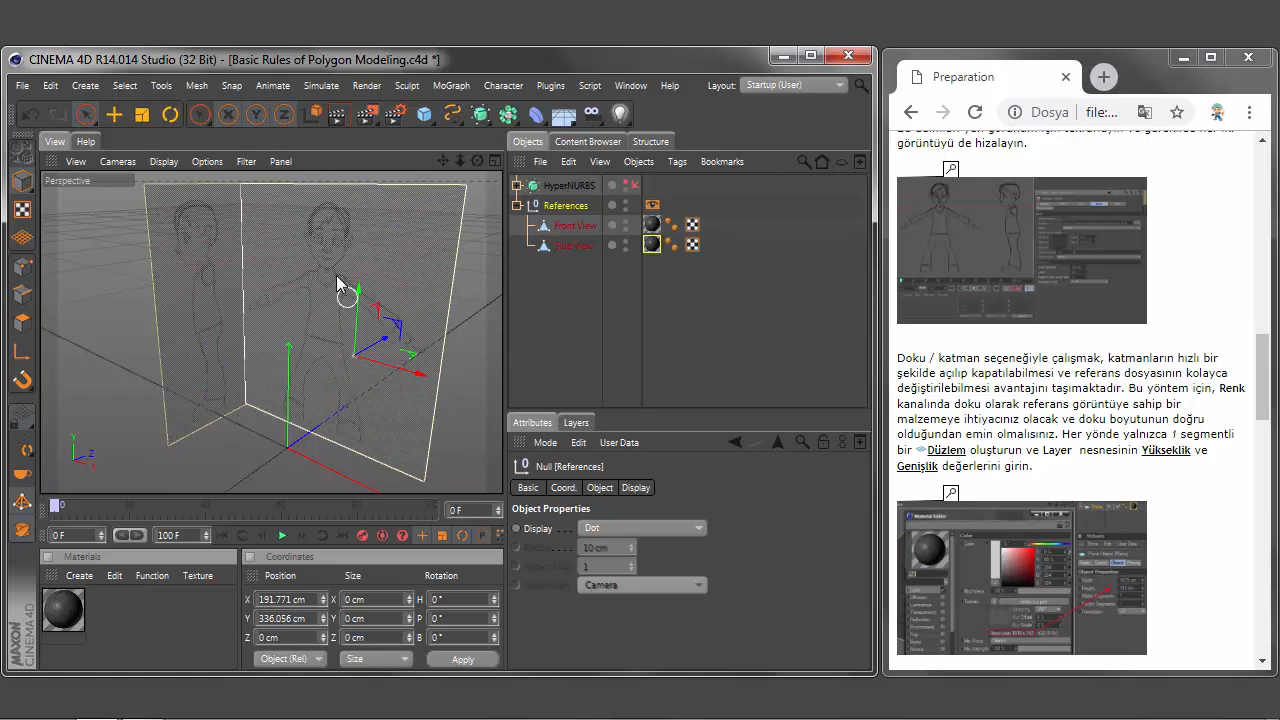 CINEMA 4D R14.014 Studio (32 Bit) - [Basic Rules of Polygon Modeling.c4d *]
File Edit Create Select Tools Mesh Snap Animate Simulate Render Sculpt MoGraph Character Plugins Script Window Help Layout: Startup (User)
View Help
View Cameras Display Options Filter Panel
Perspective
Objects Content Browser Structure
File Edit View Objects Tags Bookmarks
HyperNURBS
References
Front View
Side View
Attributes Layers
Mode Edit User Data
Null [References]
Basic Coord. Object Display
Object Properties
Display Dot
10 cm
1
Camera
0 F
0 F 100 F
Materials
Create Edit Function Texture
Coordinates
Position Size Rotation
X 191.771 cm X 0 cm H 0 °
Y 336.056 cm Y 0 cm P 0 °
Z 0 cm Z 0 cm B 0 °
Object (Rel) Size Apply
MAXON CINEMA 4D
Preparation
Dosya file:...
görüntüyü de hizalayın.
Doku / katman seçeneğiyle çalışmak, katmanların hızlı bir
şekilde açılıp kapatılabilmesi ve referans dosyasının kolayca
değiştirilebilmesi avantajını taşımaktadır. Bu yöntem için, Renk
kanalında doku olarak referans görüntüye sahip bir
malzemeye ihtiyacınız olacak ve doku boyutunun doğru
olduğundan emin olmalısınız. Her yönde yalnızca 1 segmentli
bir Düzlem oluşturun ve Layer nesnesinin Yükseklik ve
Genişlik değerlerini girin.
Material Editor